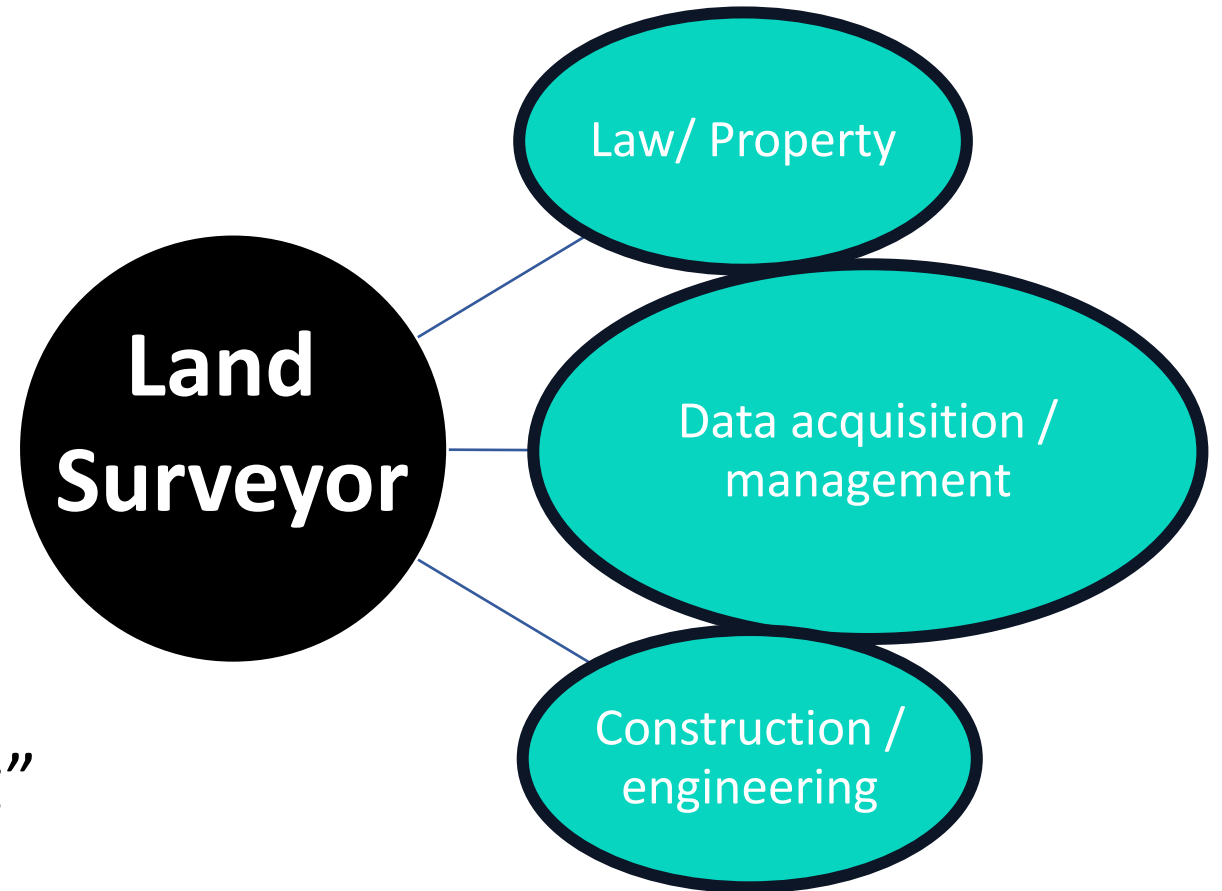 Land
Surveyor
Law/ Property
Data acquisition /
management
Construction /
engineering
”